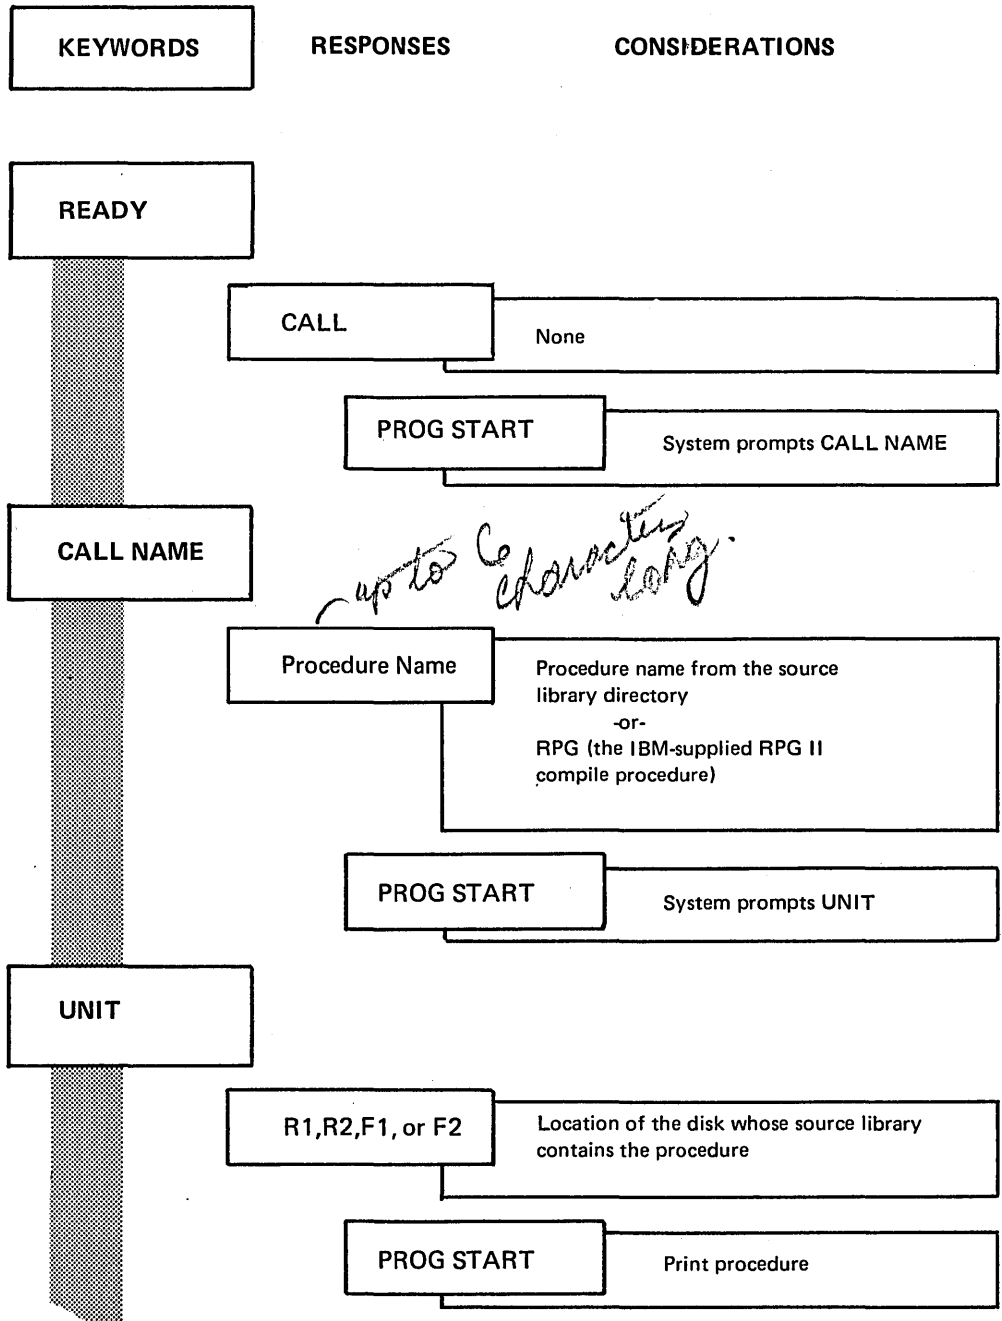 KEYWORDS RESPONSES CONSIDERATIONS
READY
CALL None
PROG START System prompts CALL NAME
CALL NAME
up to 6 characters long.
Procedure Name Procedure name from the source
library directory
-or-
RPG (the IBM-supplied RPG II
compile procedure)
PROG START System prompts UNIT
UNIT
R1,R2,F1, or F2 Location of the disk whose source library
contains the procedure
PROG START Print procedure